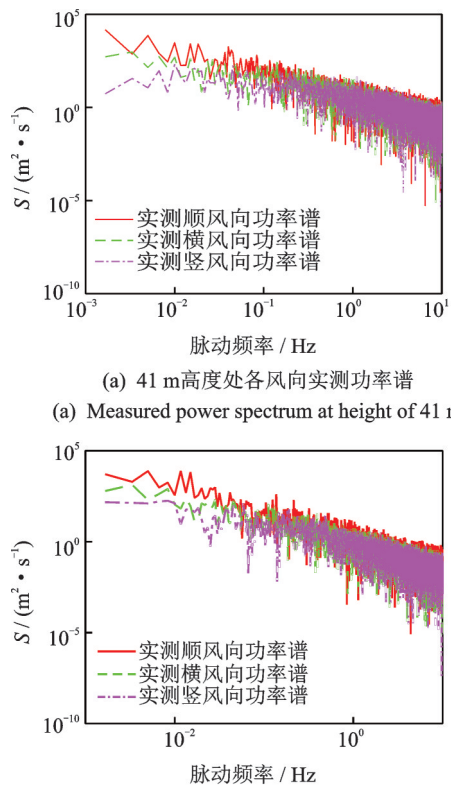 10^5
10^0
10^-5
10^-10
S / (m² • s⁻¹)
实测顺风向功率谱
实测横风向功率谱
实测竖风向功率谱
10^-3 10^-2 10^-1 10^0 10^1
脉动频率 / Hz
(a) 41 m高度处各风向实测功率谱
(a) Measured power spectrum at height of 41
10^5
10^0
10^-5
10^-10
S / (m² • s⁻¹)
实测顺风向功率谱
实测横风向功率谱
实测竖风向功率谱
10^-2 10^0
脉动频率 / Hz